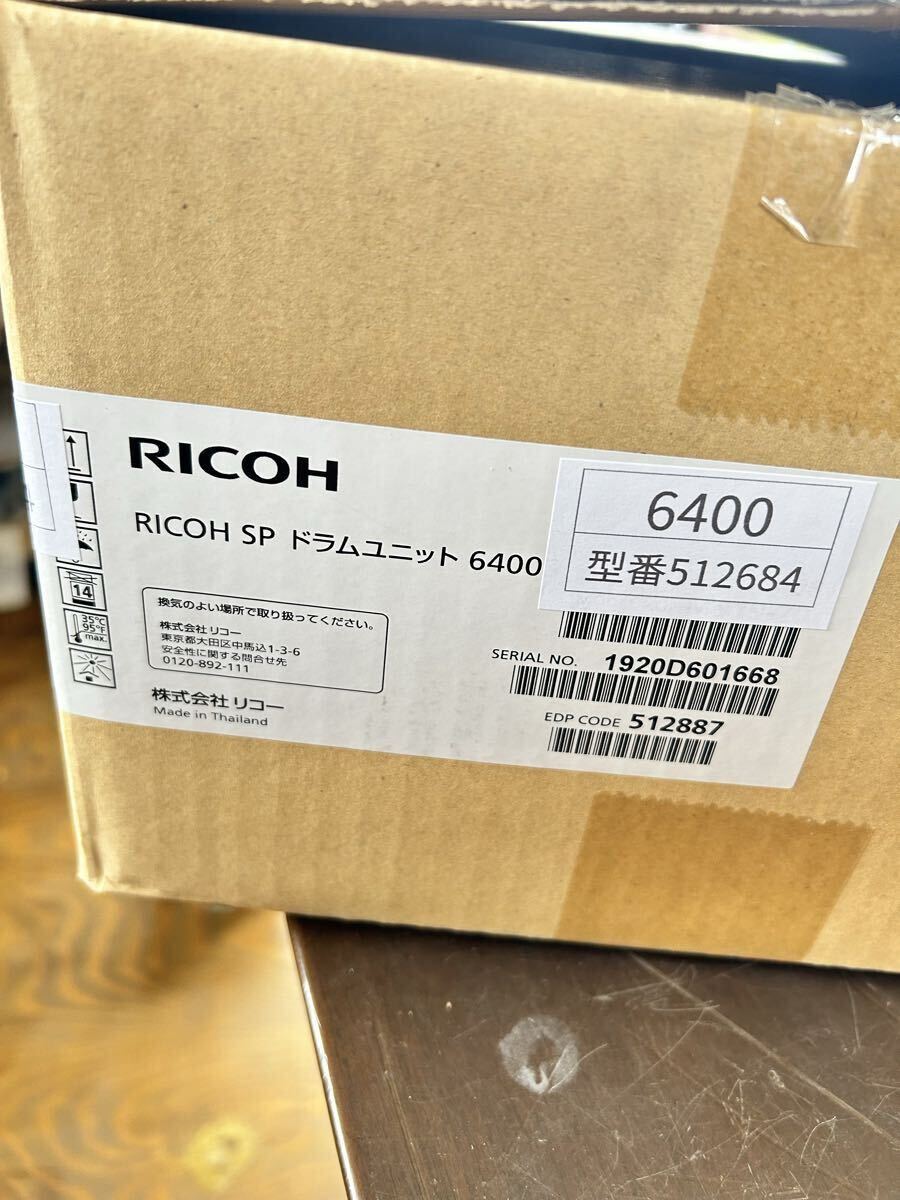 RICOH
RICOH SP ドラムユニット 6400
6400
型番512684
14
35℃
95°F
max.
換気のよい場所で取り扱ってください。
株式会社リコー
東京都大田区中馬込1-3-6
安全性に関する問合せ先
0120-892-111
株式会社リコー
Made in Thailand
SERIAL NO. 1920D601668
EDP CODE 512887